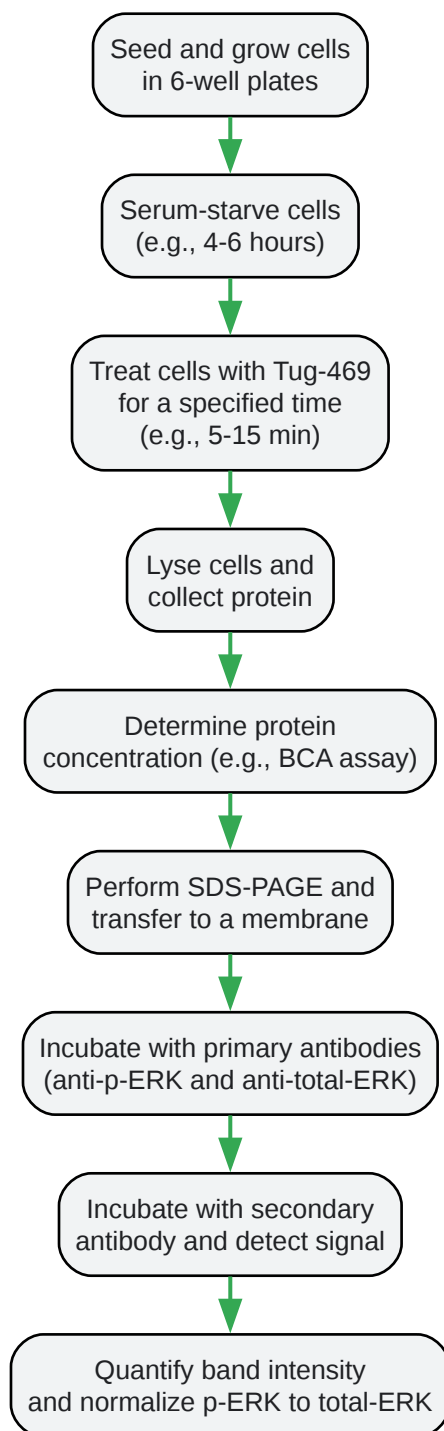 Seed and grow cells
in 6-well plates
Serum-starve cells
(e.g., 4-6 hours)
Treat cells with Tug-469
for a specified time
(e.g., 5-15 min)
Lyse cells and
collect protein
Determine protein
concentration (e.g., BCA assay)
Perform SDS-PAGE and
transfer to a membrane
Incubate with primary antibodies
(anti-p-ERK and anti-total-ERK)
Incubate with secondary
antibody and detect signal
Quantify band intensity
and normalize p-ERK to total-ERK